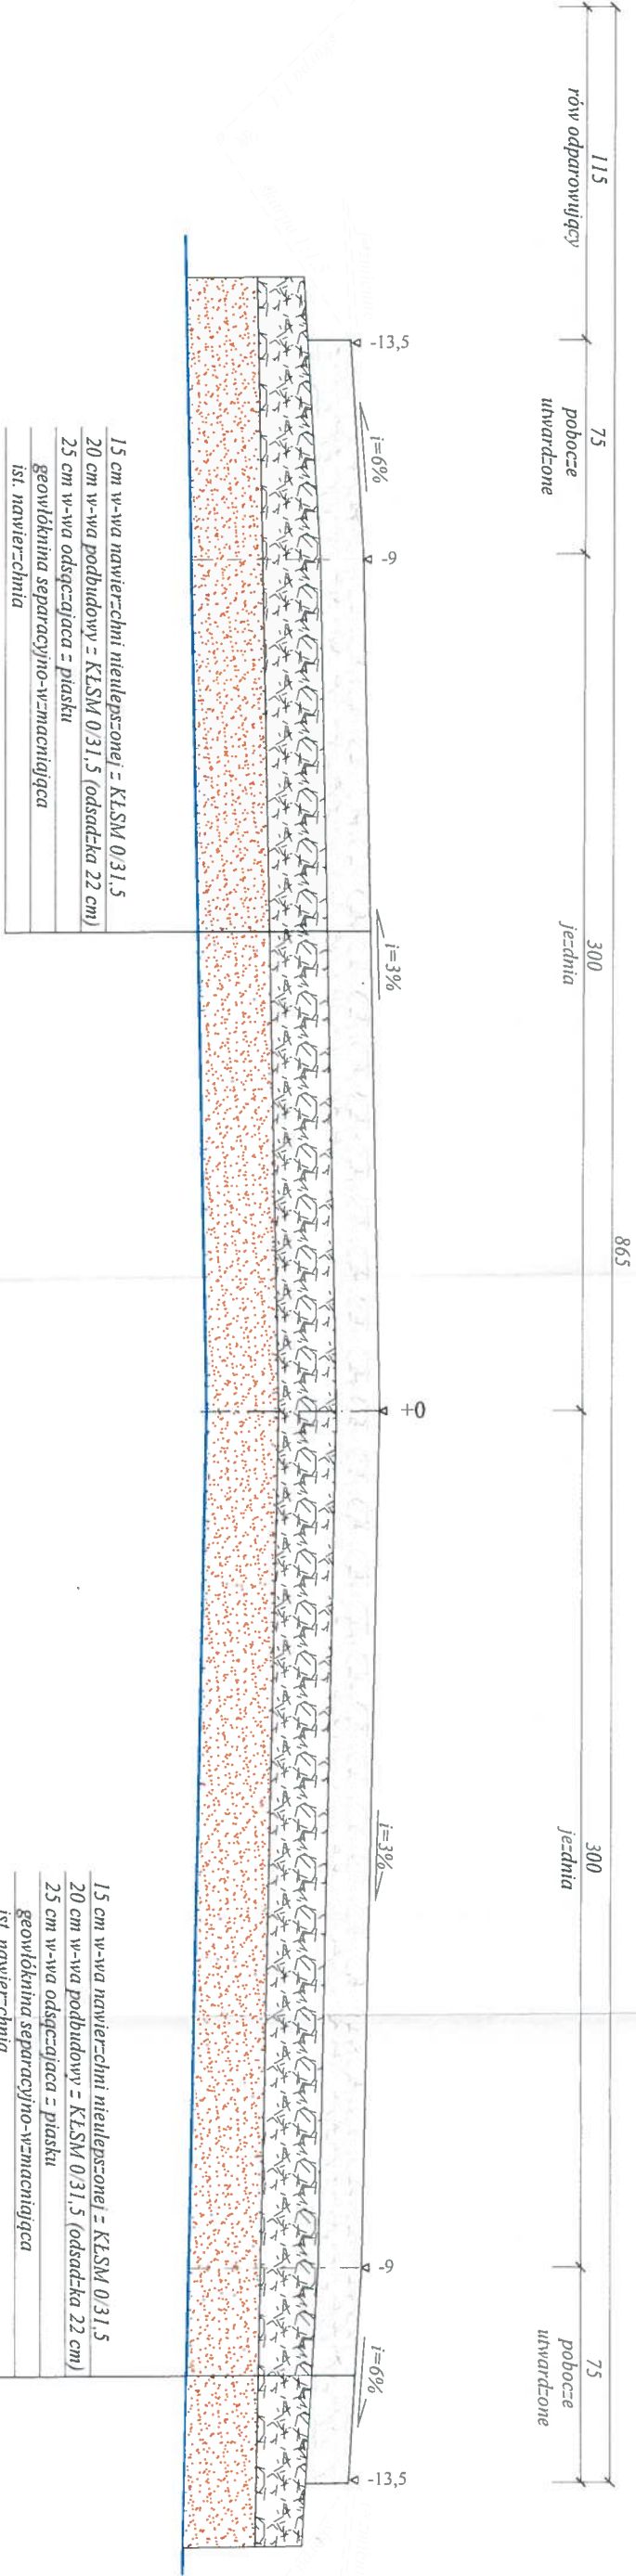 865
115
rów odparowujący
75
pobocze
utwardzone
300
jezdnia
300
jezdnia
75
pobocze
utwardzone
-13,5
i=6%
-9
i=3%
+0
i=3%
-9
i=6%
-13,5
15 cm w-wa nawierzchni nieulepszonej z KŁSM 0/31,5
20 cm w-wa podbudowy z KŁSM 0/31,5 (odsadzka 22 cm)
25 cm w-wa odsączajaca z piasku
geowłóknina separacyjno-wzmacniająca
ist. nawierzchnia
15 cm w-wa nawierzchni nieulepszonej z KŁSM 0/31,5
20 cm w-wa podbudowy z KŁSM 0/31,5 (odsadzka 22 cm)
25 cm w-wa odsączajaca z piasku
geowłóknina separacyjno-wzmacniająca
ist. nawierzchnia